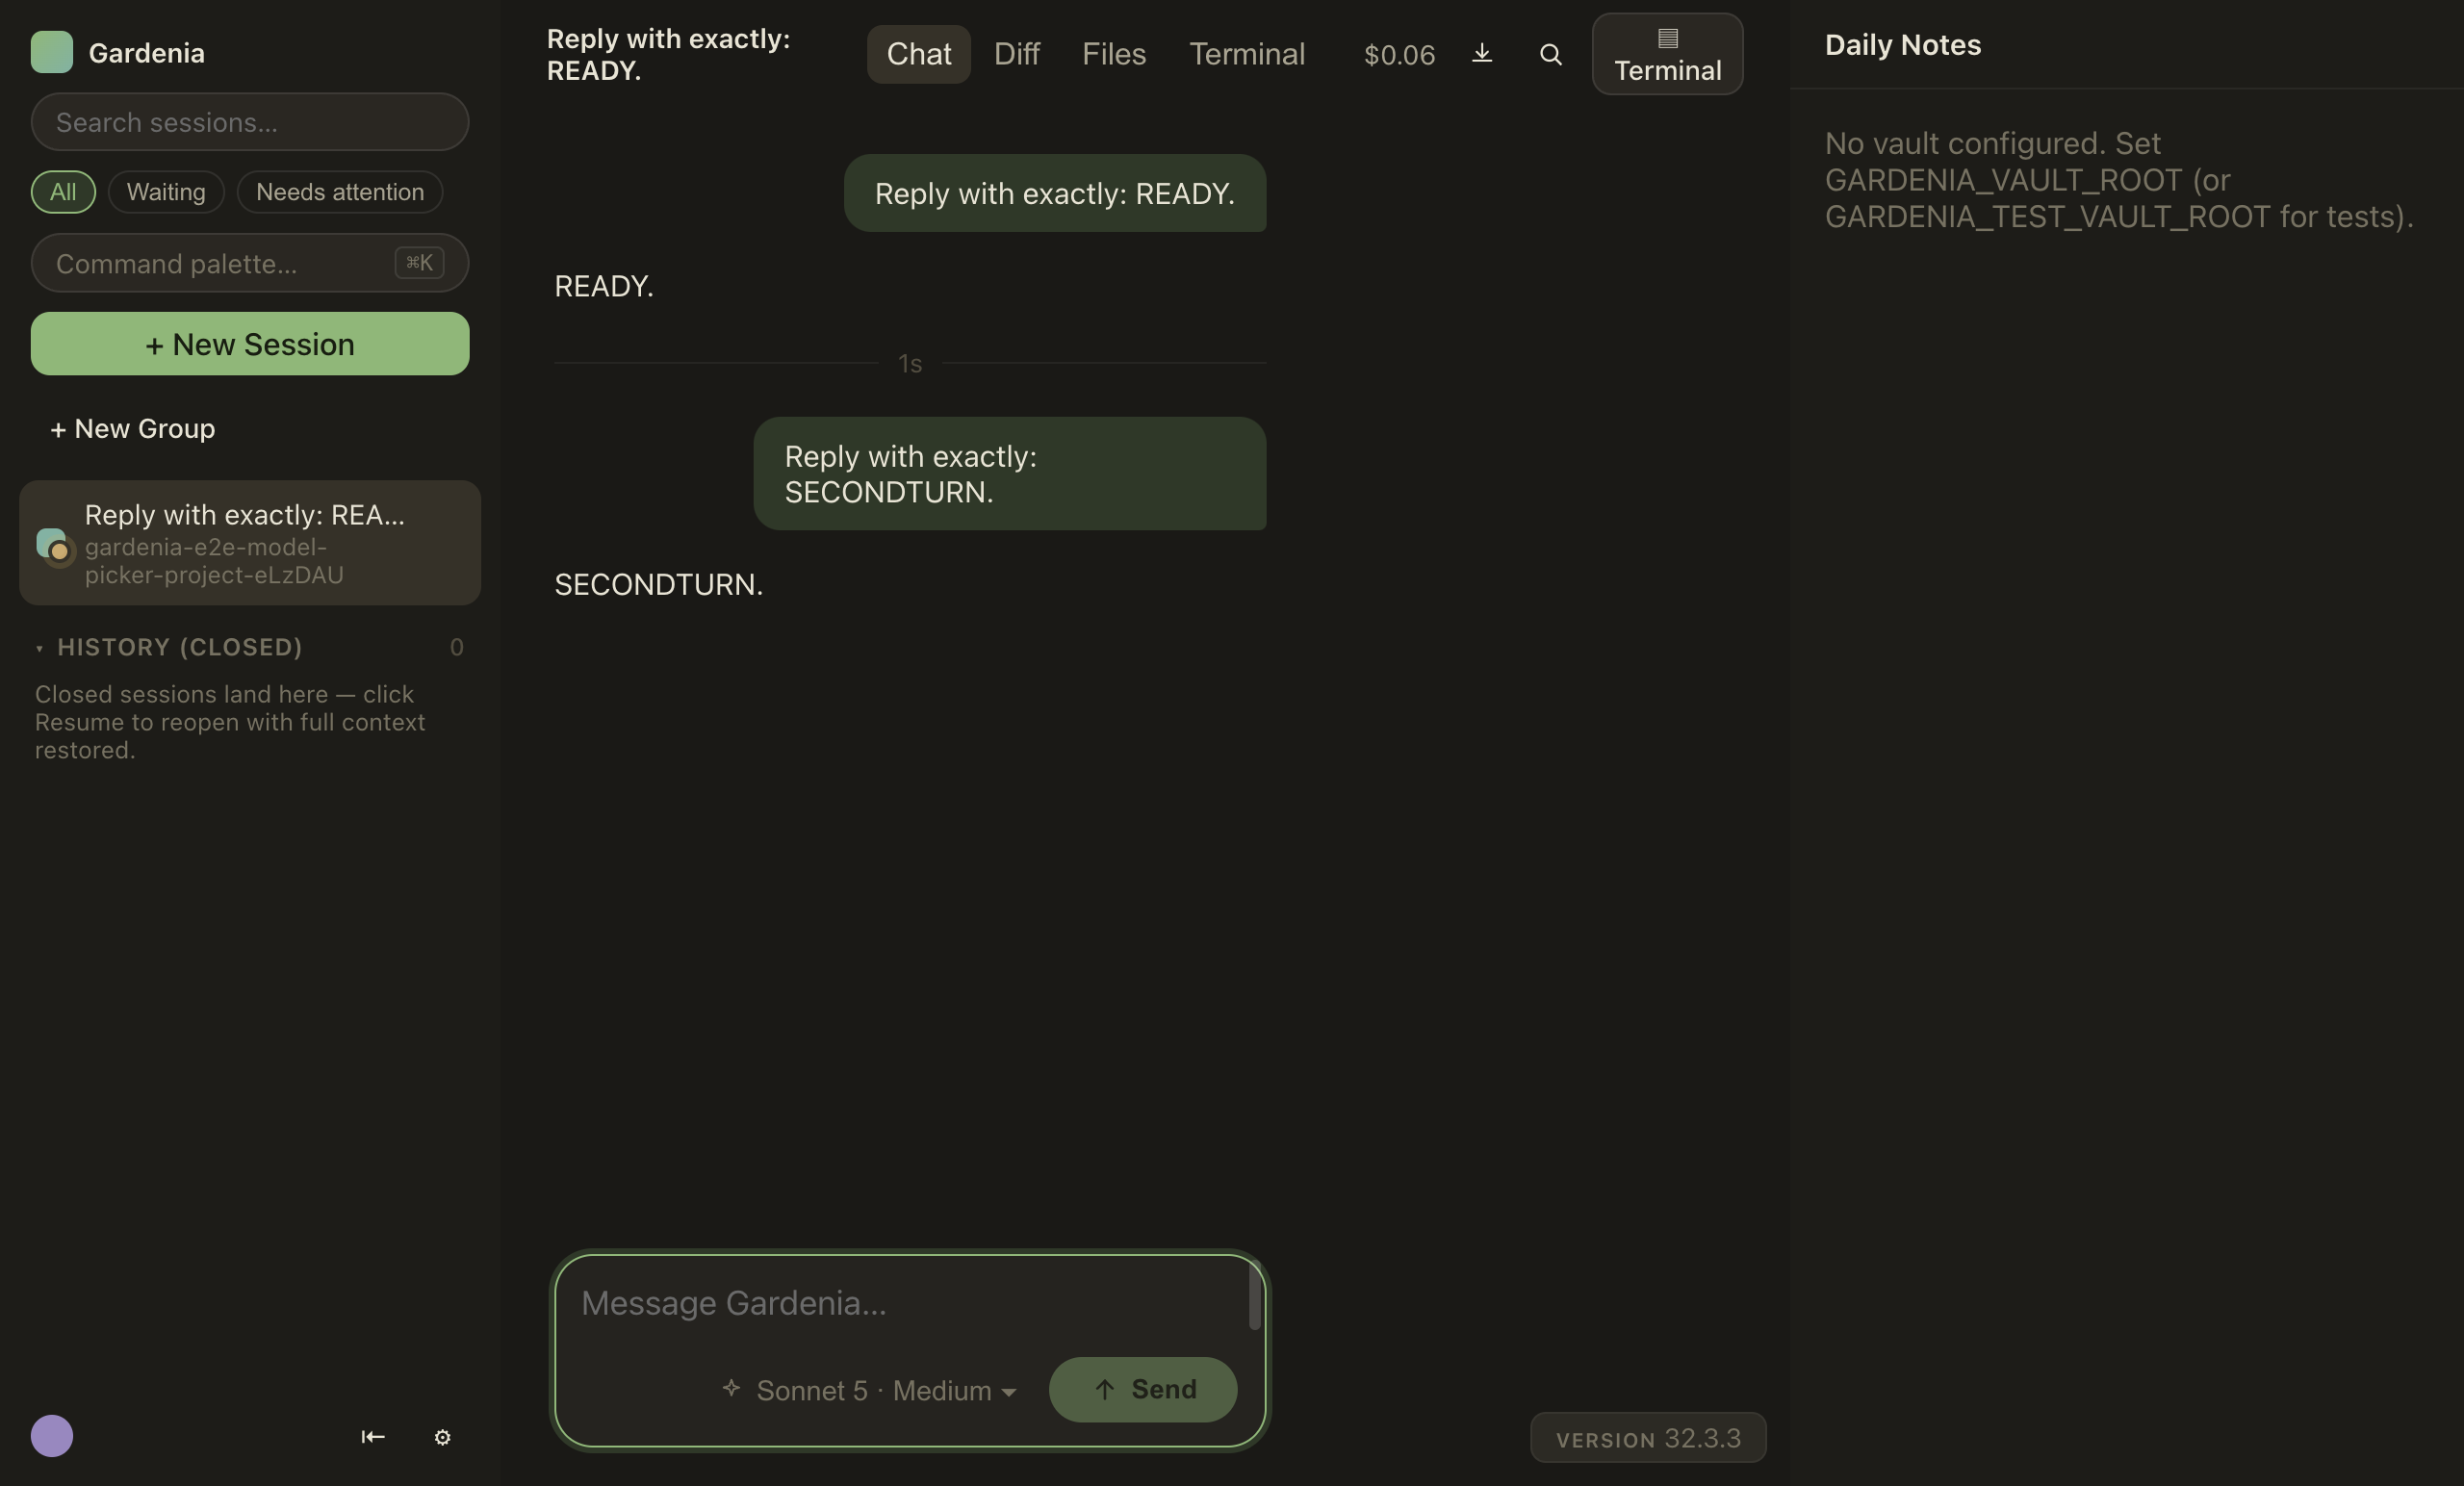 Gardenia
Search sessions...
All
Waiting
Needs attention
Command palette...
⌘K
+ New Session
+ New Group
Reply with exactly: REA...
gardenia-e2e-model-
picker-project-eLzDAU
HISTORY (CLOSED)
0
Closed sessions land here — click
Resume to reopen with full context
restored.
Reply with exactly:
READY.
Chat
Diff
Files
Terminal
$0.06
Terminal
Reply with exactly: READY.
READY.
1s
Reply with exactly:
SECONDTURN.
SECONDTURN.
Message Gardenia...
Sonnet 5 · Medium
Send
VERSION 32.3.3
Daily Notes
No vault configured. Set
GARDENIA_VAULT_ROOT (or
GARDENIA_TEST_VAULT_ROOT for tests).